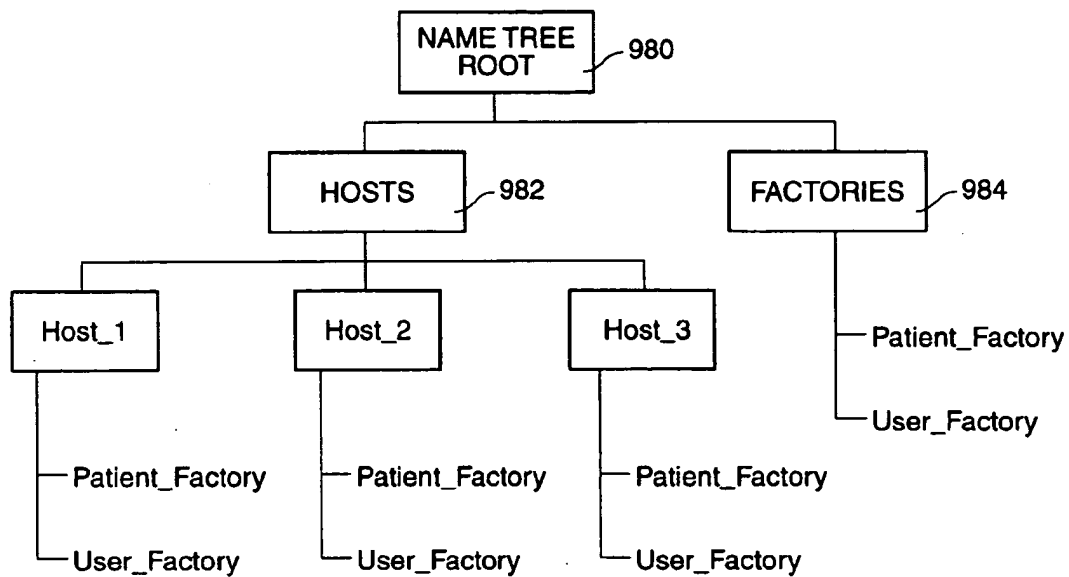 NAME TREE
ROOT
980
HOSTS
982
FACTORIES
984
Host_1
Host_2
Host_3
Patient_Factory
User_Factory
Patient_Factory
Patient_Factory
Patient_Factory
User_Factory
User_Factory
User_Factory